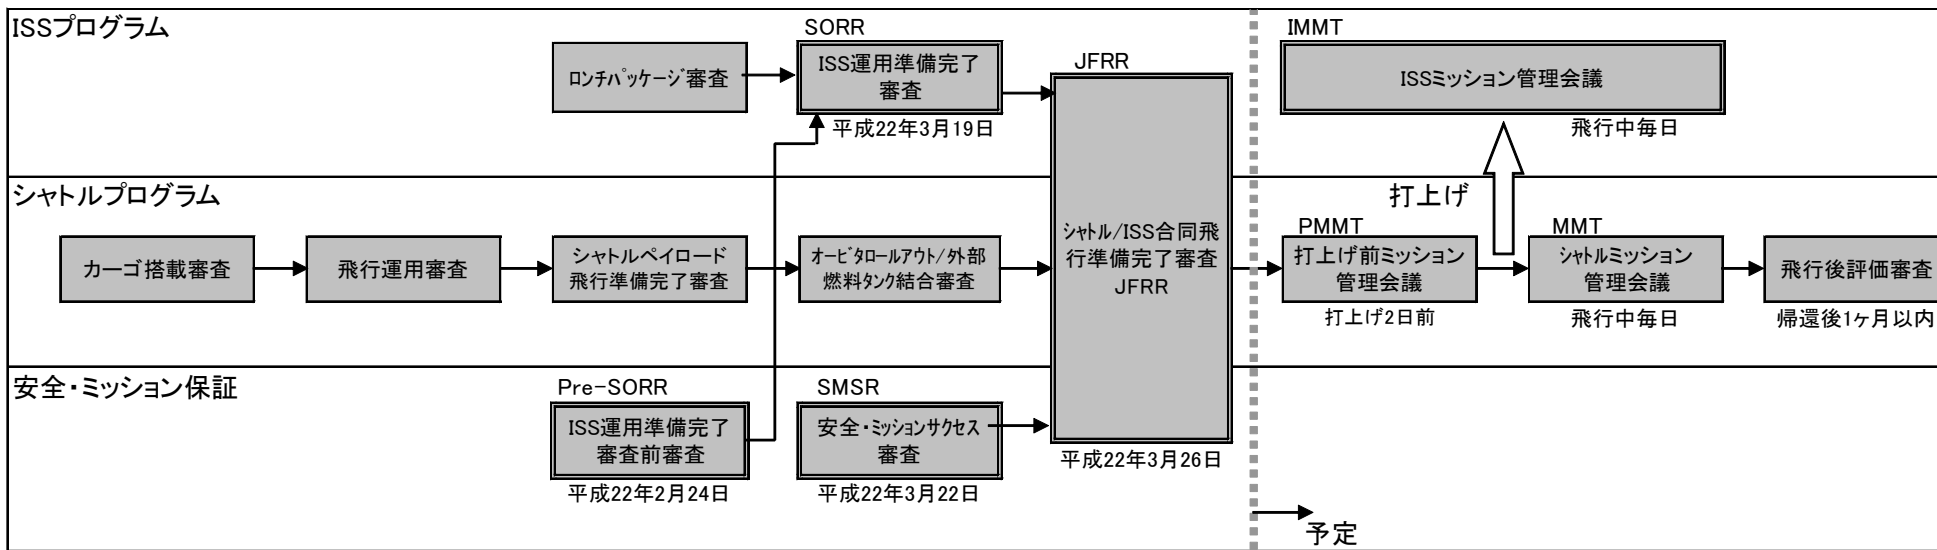 ISSプログラム
SORR
IMMT
JFRR
ロンチパッケージ審査
ISS運用準備完了
審査
平成22年3月19日
ISSミッション管理会議
飛行中毎日
シャトルプログラム
打上げ
カーゴ搭載審査
飛行運用審査
シャトルペイロード
飛行準備完了審査
オービタロールアウト/外部
燃料タンク結合審査
シャトル/ISS合同飛
行準備完了審査
JFRR
PMMT
打上げ前ミッション
管理会議
打上げ2日前
MMT
シャトルミッション
管理会議
飛行中毎日
飛行後評価審査
帰還後1ヶ月以内
安全・ミッション保証
Pre-SORR
ISS運用準備完了
審査前審査
平成22年2月24日
SMSR
安全・ミッションサクセス
審査
平成22年3月22日
平成22年3月26日
予定